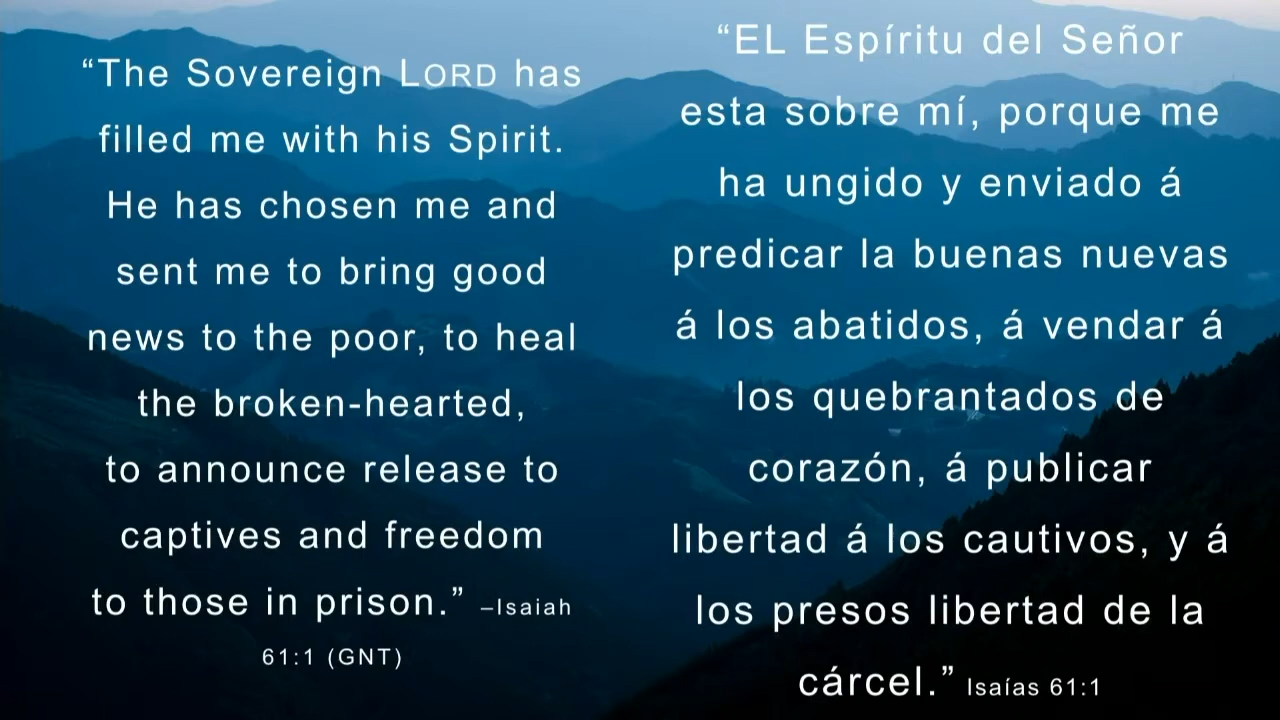 “The Sovereign LORD has
filled me with his Spirit.
He has chosen me and
sent me to bring good
news to the poor, to heal
the broken-hearted,
to announce release to
captives and freedom
to those in prison.” –Isaiah
61:1 (GNT)
“EL Espíritu del Señor
esta sobre mí, porque me
ha ungido y enviado á
predicar la buenas nuevas
á los abatidos, á vendar á
los quebrantados de
corazón, á publicar
libertad á los cautivos, y á
los presos libertad de la
cárcel.” Isaías 61:1